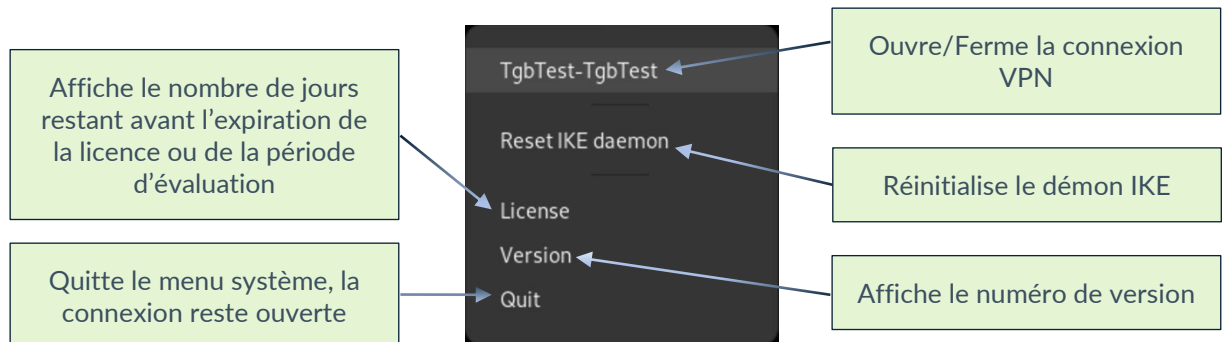 Affiche le nombre de jours
restant avant l’expiration de
la licence ou de la période
d’évaluation
Quitte le menu système, la
connexion reste ouverte
TgbTest-TgbTest
Reset IKE daemon
License
Version
Quit
Ouvre/Ferme la connexion
VPN
Réinitialise le démon IKE
Affiche le numéro de version